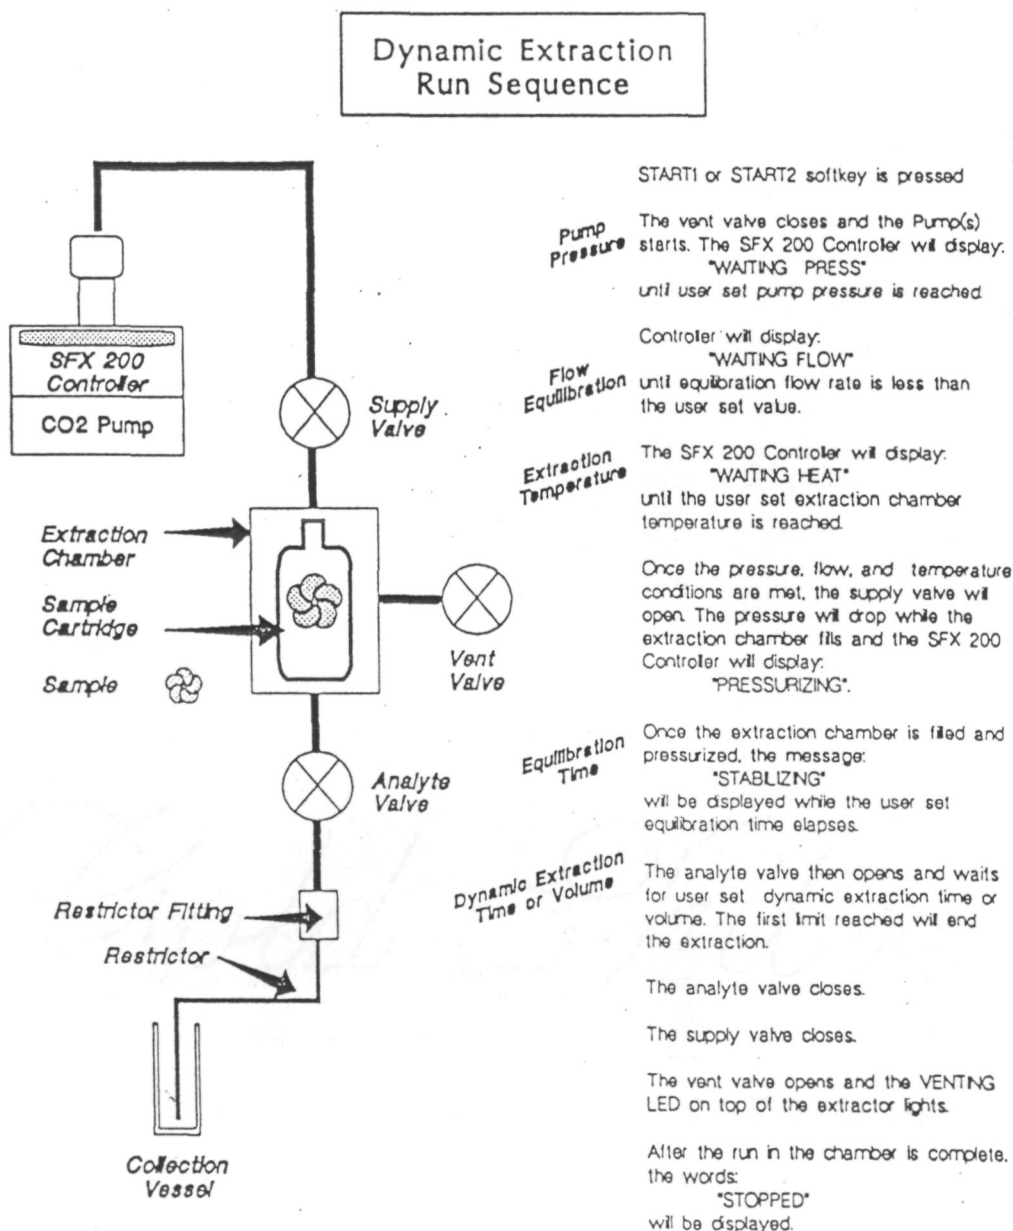 Dynamic Extraction
Run Sequence
SFX 200
Controller
CO2 Pump
Supply
Valve
Extraction
Chamber
Sample
Cartridge
Sample
Vent
Valve
Analyte
Valve
Restrictor Fitting
Restrictor
Collection
Vessel
START1 or START2 softkey is pressed
Pump
Pressure
The vent valve closes and the Pump(s)
starts. The SFX 200 Controller will display:
"WAITING PRESS"
until user set pump pressure is reached
Flow
Equilibration
Controller will display:
"WAITING FLOW"
until equilibration flow rate is less than
the user set value.
Extraction
Temperature
The SFX 200 Controller will display:
"WAITING HEAT"
until the user set extraction chamber
temperature is reached.
Once the pressure, flow, and temperature
conditions are met, the supply valve will
open. The pressure will drop while the
extraction chamber fills and the SFX 200
Controller will display:
"PRESSURIZING".
Equilibration
Time
Once the extraction chamber is filled and
pressurized, the message:
"STABILIZING"
will be displayed while the user set
equilibration time elapses.
Dynamic Extraction
Time or Volume
The analyte valve then opens and waits
for user set dynamic extraction time or
volume. The first limit reached will end
the extraction.
The analyte valve closes.
The supply valve closes.
The vent valve opens and the VENTING
LED on top of the extractor lights.
After the run in the chamber is complete,
the words:
"STOPPED"
will be displayed.